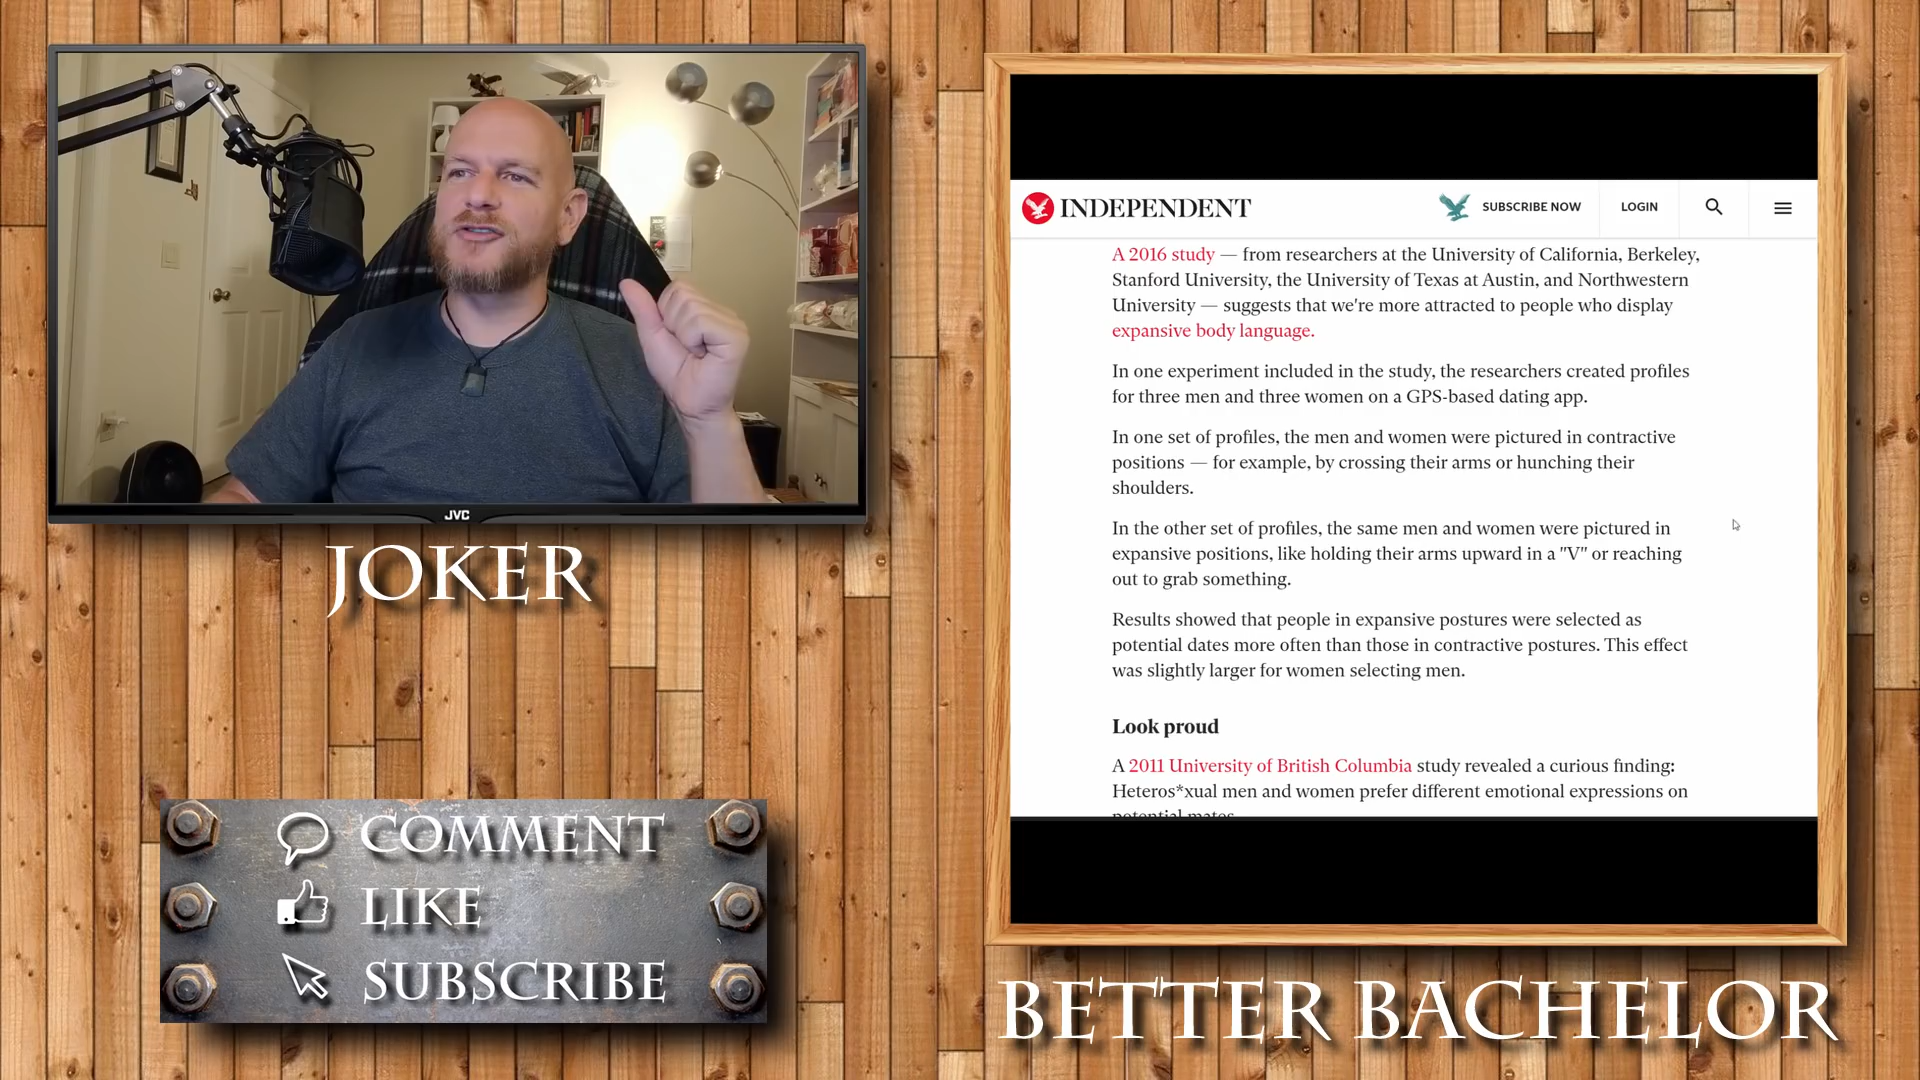 JVC
JOKER
COMMENT
LIKE
SUBSCRIBE
INDEPENDENT
SUBSCRIBE NOW
LOGIN
A 2016 study — from researchers at the University of California, Berkeley,
Stanford University, the University of Texas at Austin, and Northwestern
University — suggests that we're more attracted to people who display
expansive body language.
In one experiment included in the study, the researchers created profiles
for three men and three women on a GPS-based dating app.
In one set of profiles, the men and women were pictured in contractive
positions — for example, by crossing their arms or hunching their
shoulders.
In the other set of profiles, the same men and women were pictured in
expansive positions, like holding their arms upward in a "V" or reaching
out to grab something.
Results showed that people in expansive postures were selected as
potential dates more often than those in contractive postures. This effect
was slightly larger for women selecting men.
Look proud
A 2011 University of British Columbia study revealed a curious finding:
Heteros*xual men and women prefer different emotional expressions on
potential mates.
BETTER BACHELOR